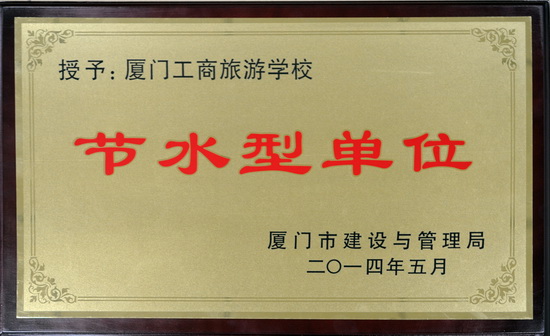 授予：厦门工商旅游学校
节水型单位
厦门市建设与管理局
二〇一四年五月